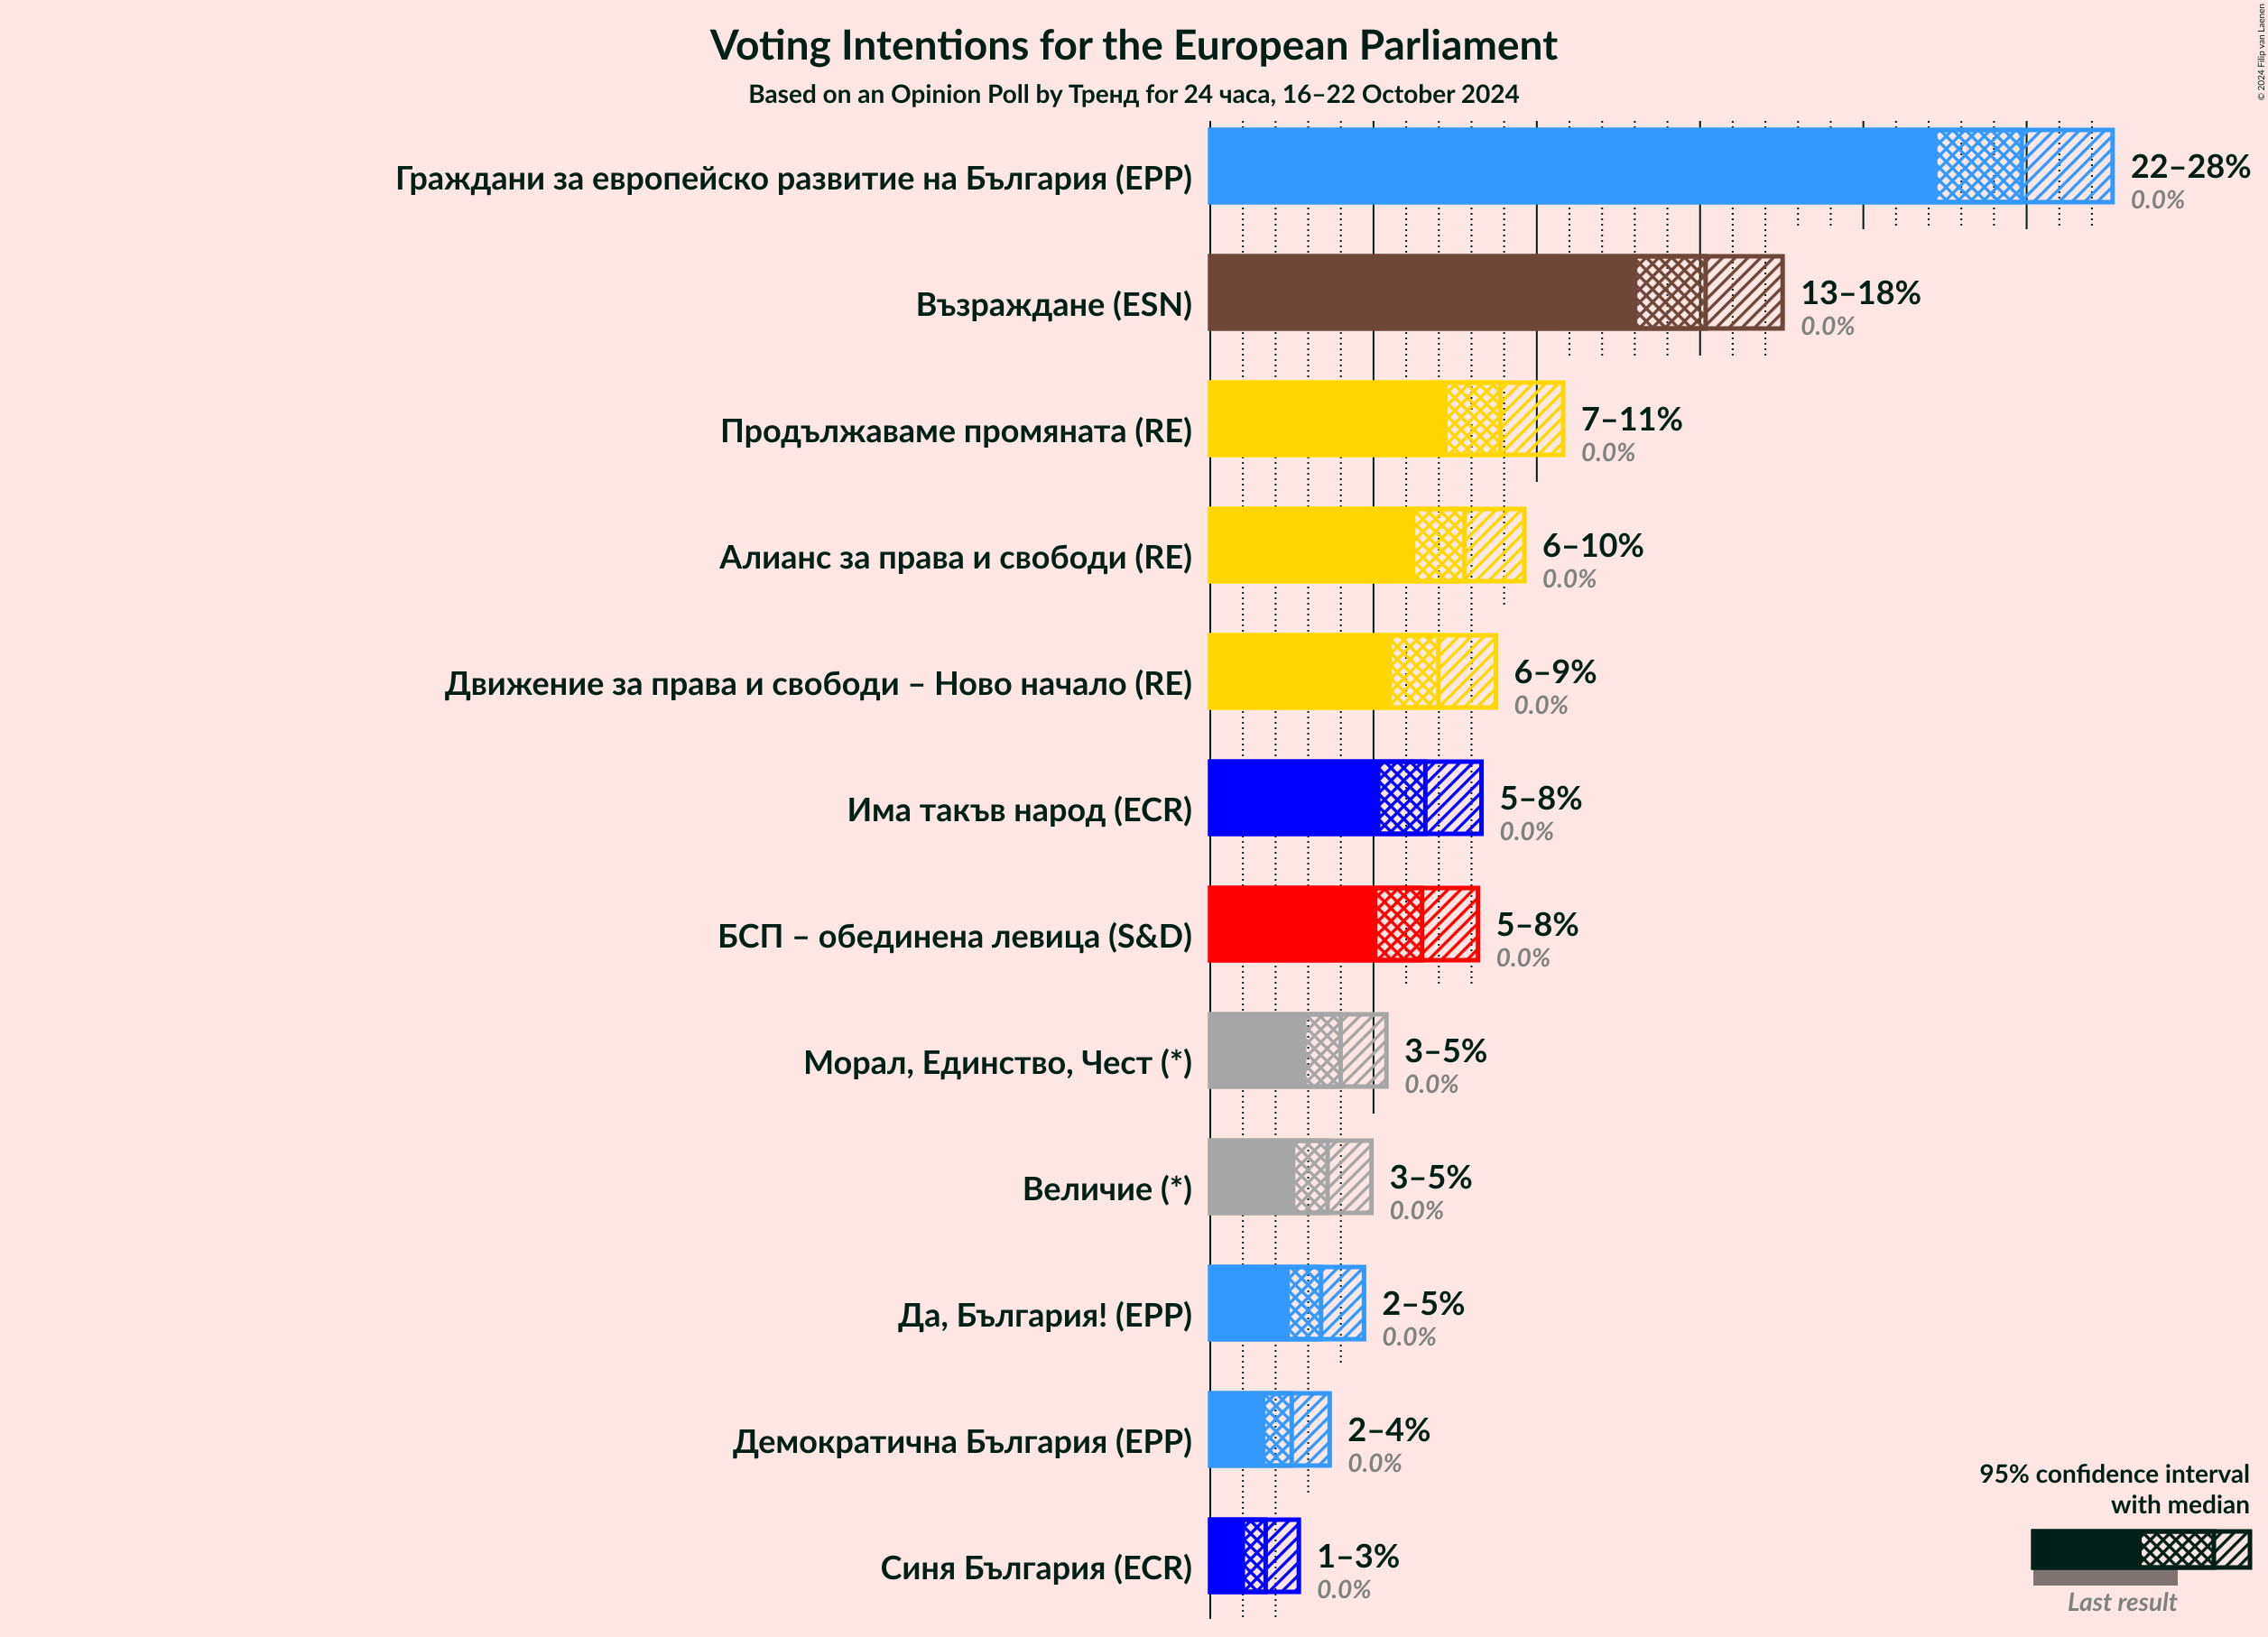 Voting Intentions for the European Parliament
Based on an Opinion Poll by Тренд for 24 часа, 16–22 October 2024
© 2024 Filip van Laenen
Граждани за европейско развитие на България (EPP)
22–28%
0.0%
Възраждане (ESN)
13–18%
0.0%
Продължаваме промяната (RE)
7–11%
0.0%
Алианс за права и свободи (RE)
6–10%
0.0%
Движение за права и свободи – Ново начало (RE)
6–9%
0.0%
Има такъв народ (ECR)
5–8%
0.0%
БСП – обединена левица (S&D)
5–8%
0.0%
Морал, Единство, Чест (*)
3–5%
0.0%
Величие (*)
3–5%
0.0%
Да, България! (EPP)
2–5%
0.0%
Демократична България (EPP)
2–4%
0.0%
Синя България (ECR)
1–3%
0.0%
95% confidence interval
with median
Last result